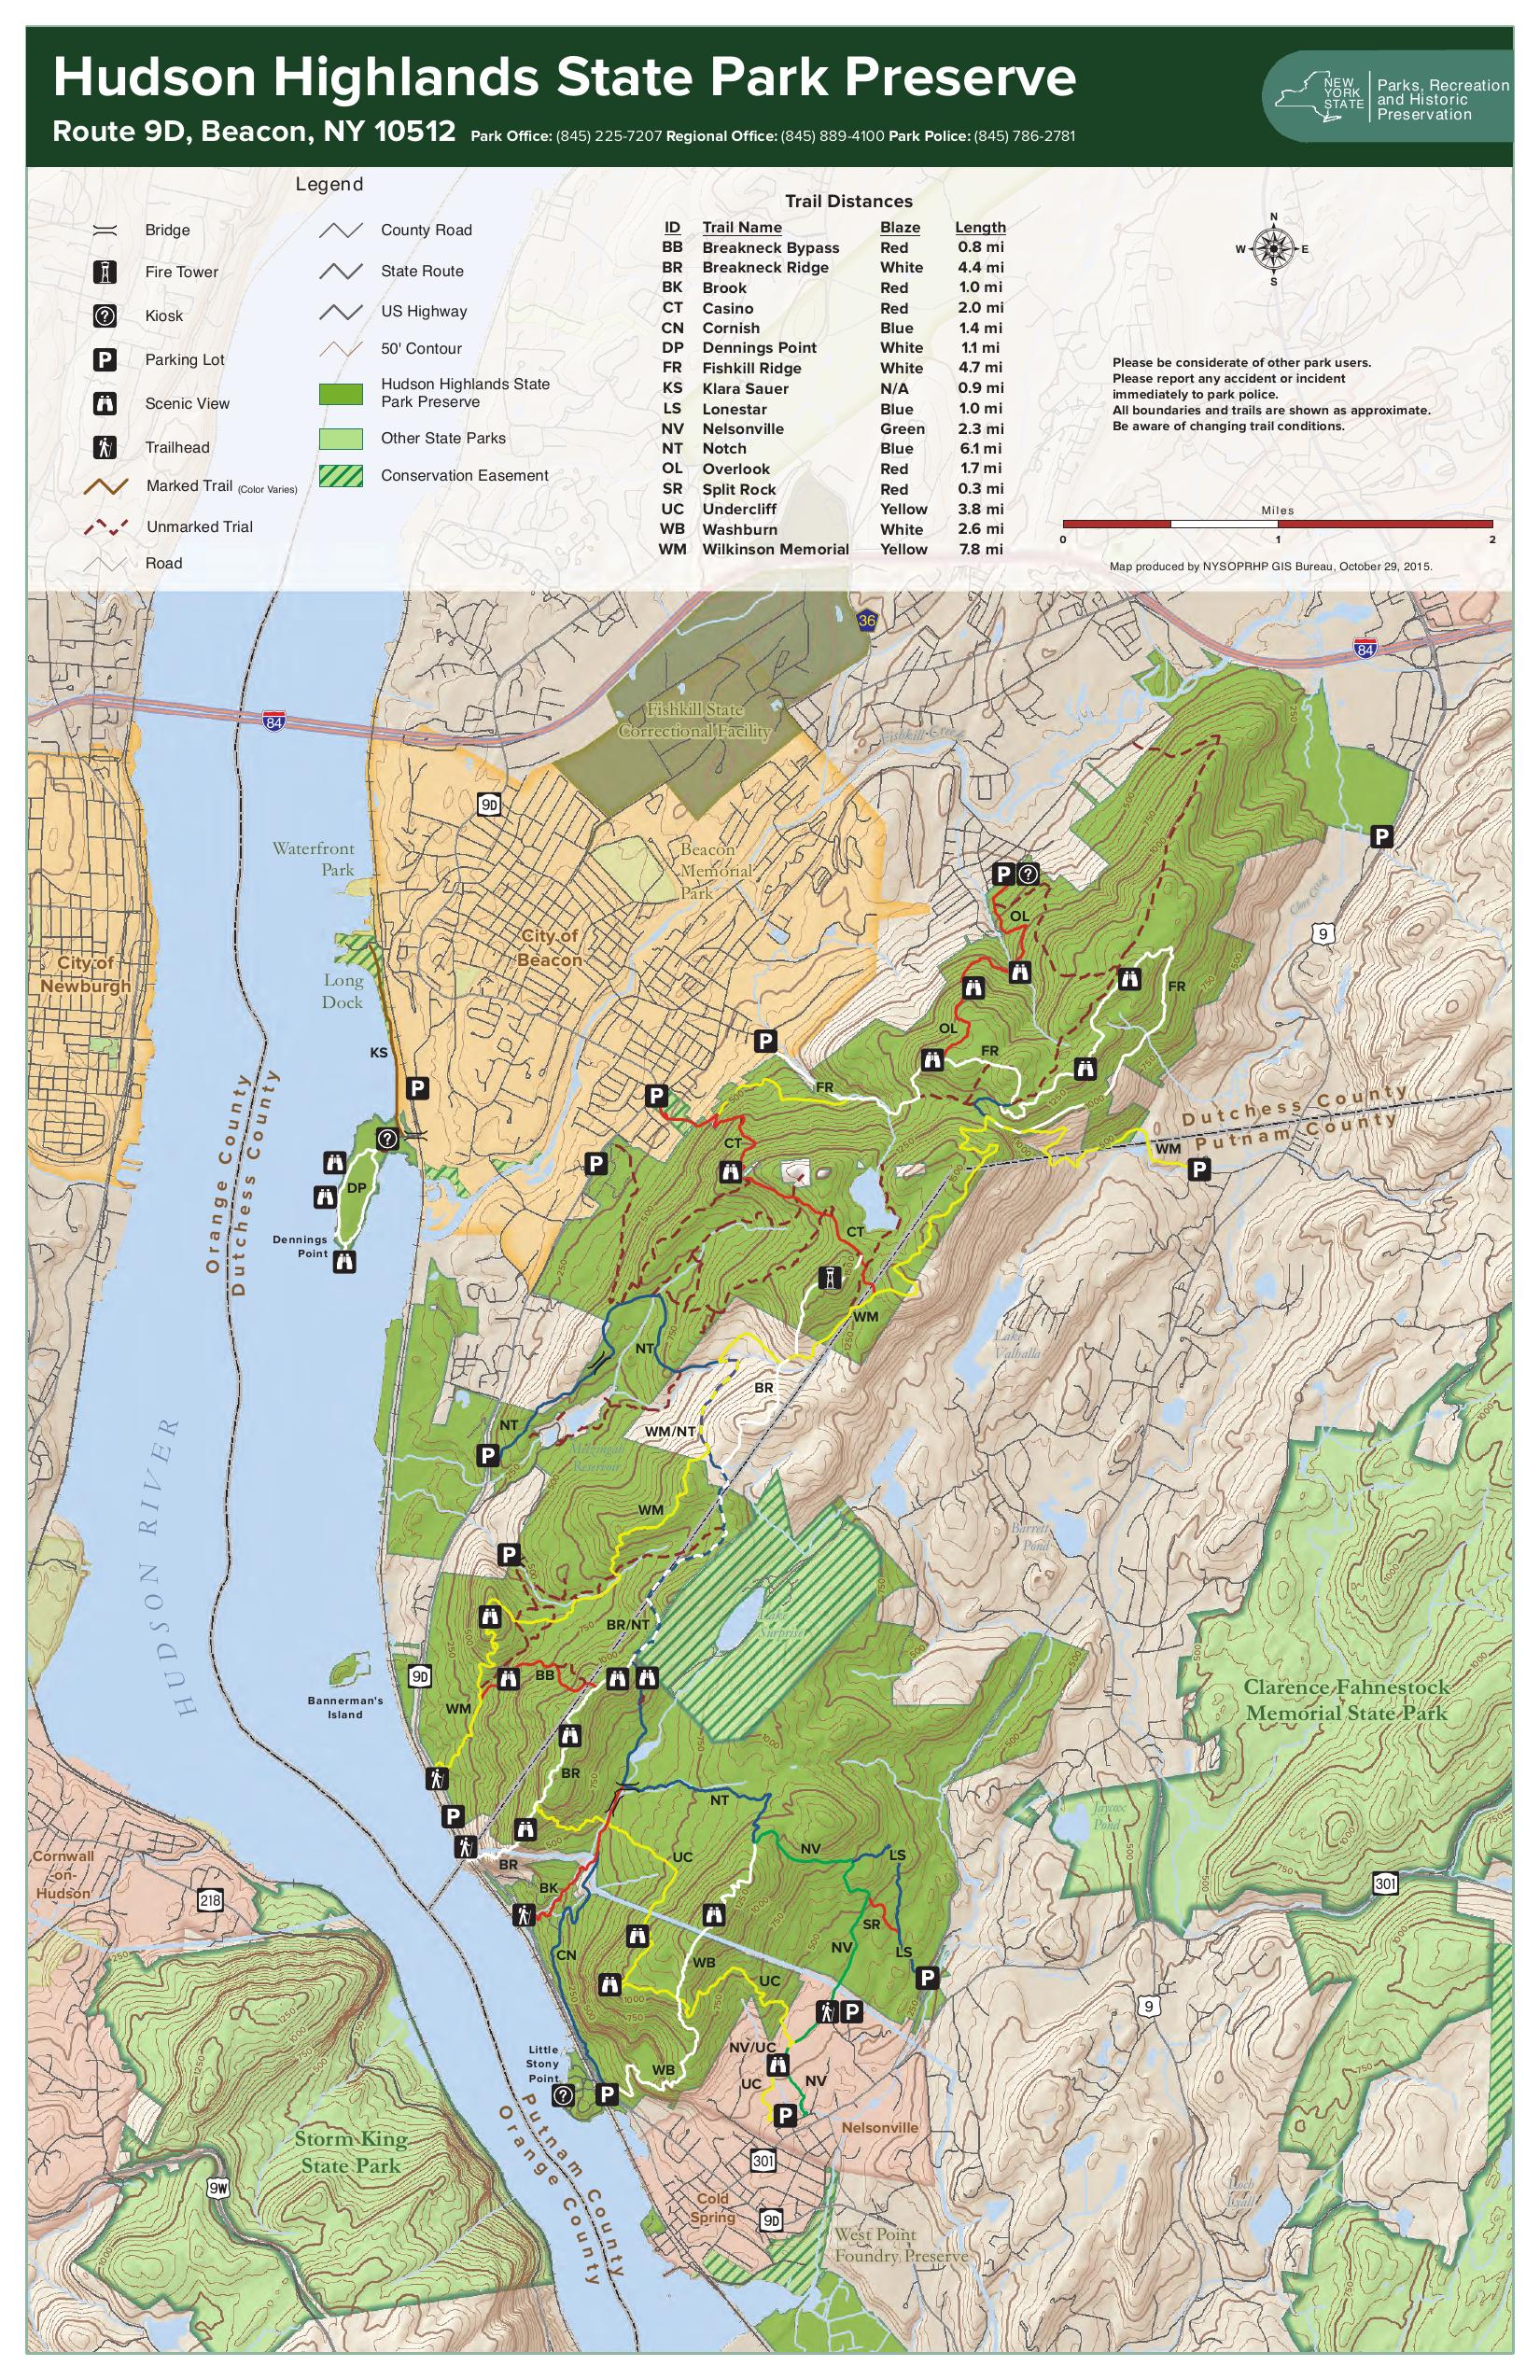 Hudson Highlands State Park Preserve
Route 9D, Beacon, NY 10512 Park Office: (845) 225-7207 Regional Office: (845) 889-4100 Park Police: (845) 786-2781
NEW
YORK
STATE
Parks, Recreation
and Historic
Preservation
Legend
Bridge
Fire Tower
? Kiosk
P Parking Lot
Scenic View
Trailhead
Marked Trail (Color Varies)
Unmarked Trial
Road
County Road
State Route
US Highway
50' Contour
Hudson Highlands State
Park Preserve
Other State Parks
Conservation Easement
Trail Distances
ID Trail Name Blaze Length
BB Breakneck Bypass Red 0.8 mi
BR Breakneck Ridge White 4.4 mi
BK Brook Red 1.0 mi
CT Casino Red 2.0 mi
CN Cornish Blue 1.4 mi
DP Dennings Point White 1.1 mi
FR Fishkill Ridge White 4.7 mi
KS Klara Sauer N/A 0.9 mi
LS Lonestar Blue 1.0 mi
NV Nelsonville Green 2.3 mi
NT Notch Blue 6.1 mi
OL Overlook Red 1.7 mi
SR Split Rock Red 0.3 mi
UC Undercliff Yellow 3.8 mi
WB Washburn White 2.6 mi
WM Wilkinson Memorial Yellow 7.8 mi
N
W E
S
Please be considerate of other park users.
Please report any accident or incident
immediately to park police.
All boundaries and trails are shown as approximate.
Be aware of changing trail conditions.
Miles
0 1 2
Map produced by NYSOPRHP GIS Bureau, October 29, 2015.
36
84
84
Fishkill State
Correctional Facility
Fishkill Creek
9D
Waterfront
Park
Beacon
Memorial
Park
City of
Beacon
City of
Newburgh
Long
Dock
KS
P
P
?
OL
P
Clove Creek
9
FR
OL
FR
FR
P
P
CT
P
CT
Dutchess County
Putnam County
WM
P
Orange County
Dutchess County
?
DP
Dennings
Point
WM
NT
BR
WM/NT
NT
P
Lake
Valhalla
WM
P
Barrett
Pond
Lake
Surprise
BR/NT
BB
WM
9D
Bannerman's
Island
HUDSON RIVER
Clarence Fahnestock
Memorial State Park
BR
P
NT
BR
BK
UC
NV
LS
Jaycox
Pond
SR
NV
LS
P
WB
UC
CN
P
301
9
Cornwall
-on-
Hudson
218
Little
Stony
Point
?
P
WB
NV/UC
UC
NV
P
Nelsonville
301
Cold
Spring
9D
West Point
Foundry Preserve
Putnam County
Orange County
Storm King
State Park
9W